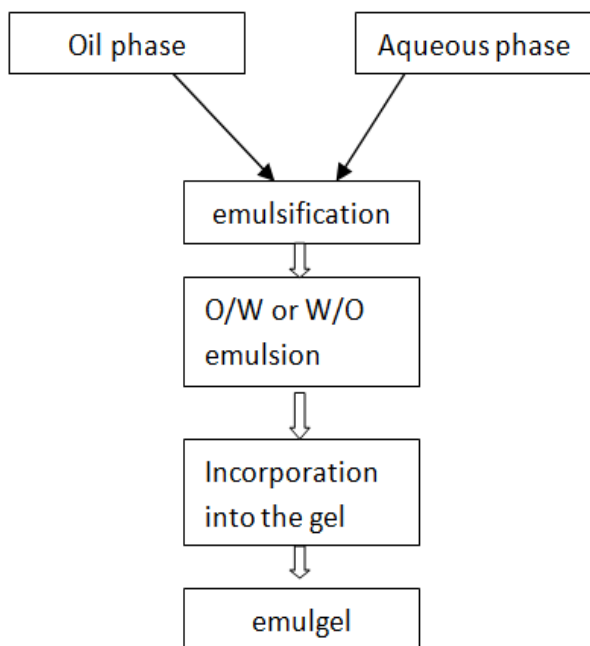 Oil phase
Aqueous phase
emulsification
O/W or W/O
emulsion
Incorporation
into the gel
emulgel